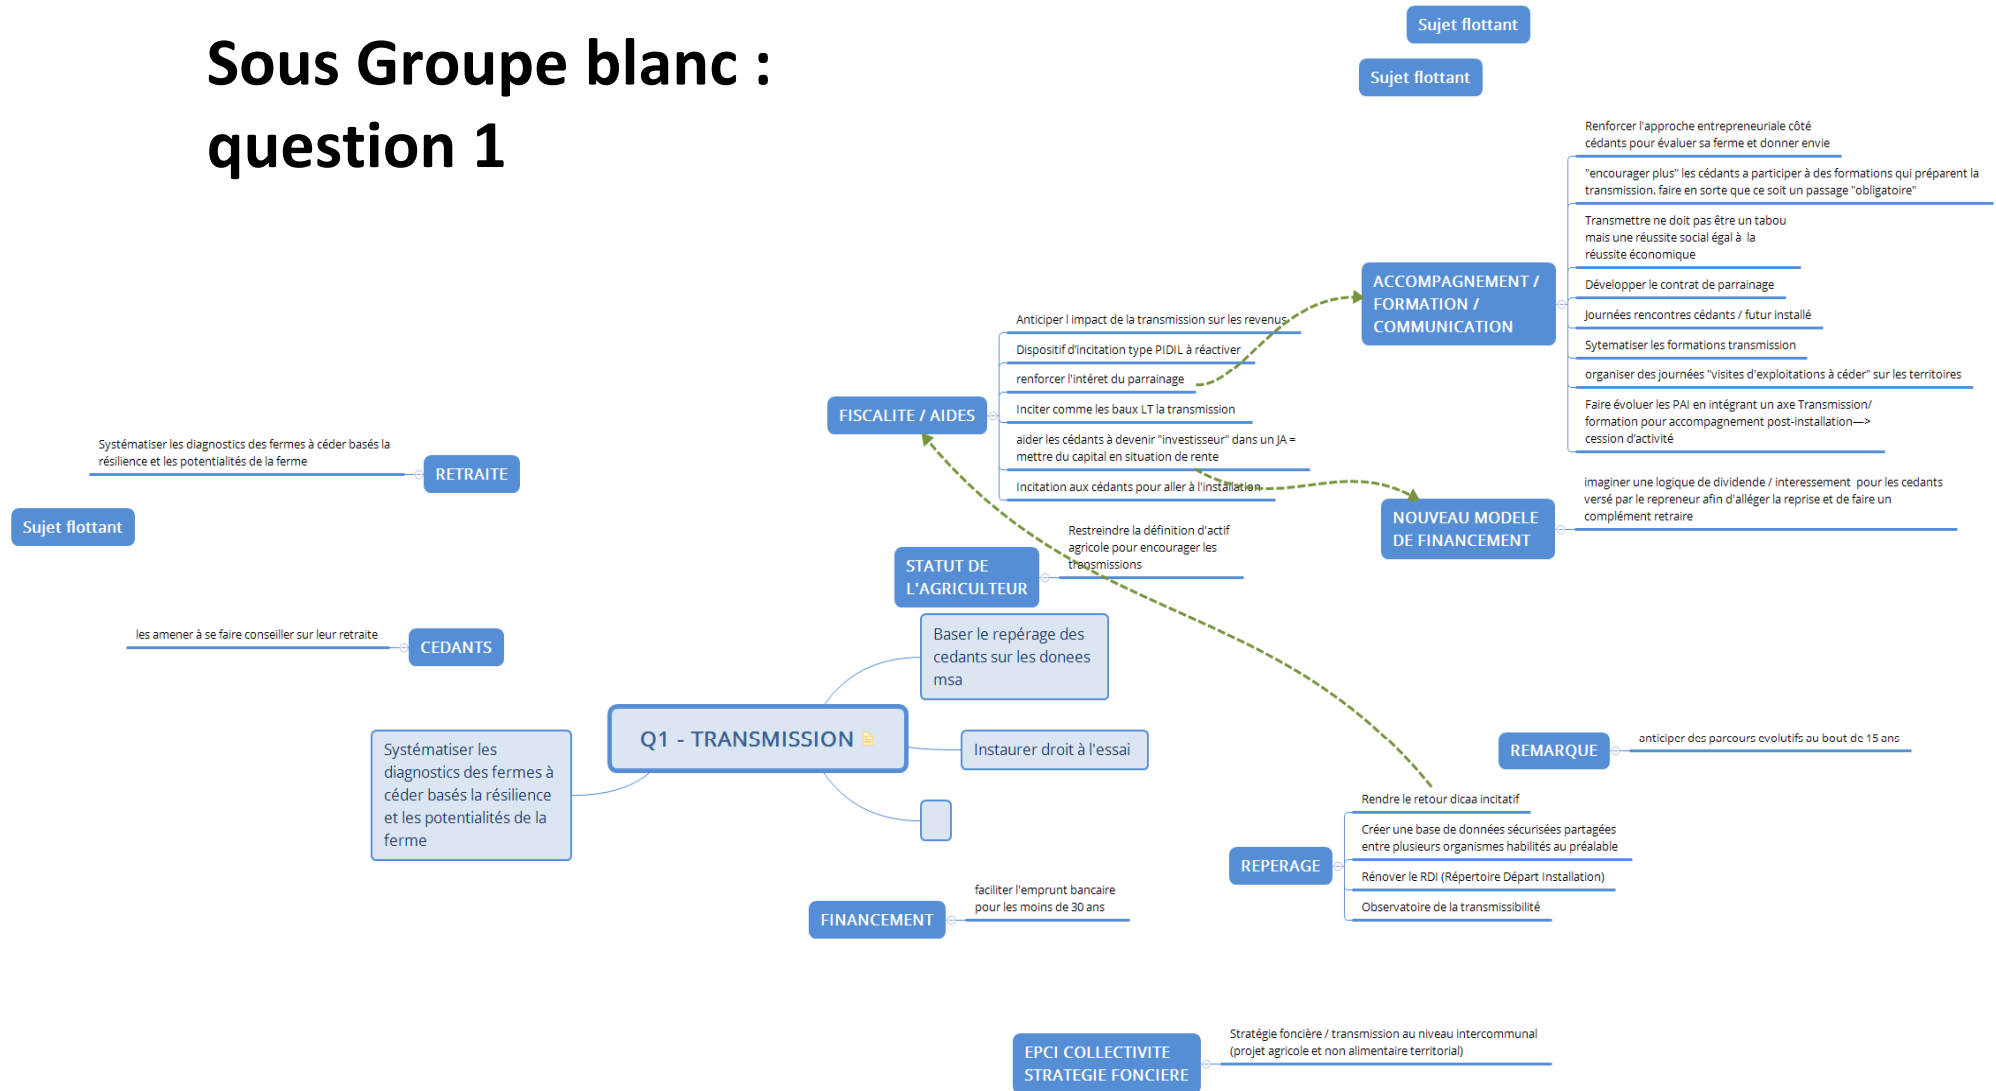 Sous Groupe blanc :
question 1
Sujet flottant
Sujet flottant
ACCOMPAGNEMENT /
FORMATION /
COMMUNICATION
Renforcer l'approche entrepreneuriale côté
cédants pour évaluer sa ferme et donner envie
"encourager plus" les cédants a participer à des formations qui préparent la
transmission. faire en sorte que ce soit un passage "obligatoire"
Transmettre ne doit pas être un tabou
mais une réussite social égal à  la
réussite économique
Développer le contrat de parrainage
Journées rencontres cédants / futur installé
Sytematiser les formations transmission
organiser des journées "visites d'exploitations à céder" sur les territoires
Faire évoluer les PAI en intégrant un axe Transmission/
formation pour accompagnement post-installation—>
cession d'activité
FISCALITE / AIDES
Anticiper l impact de la transmission sur les revenus
Dispositif d'incitation type PIDIL à réactiver
renforcer l'intéret du parrainage
Inciter comme les baux LT la transmission
aider les cédants à devenir "investisseur" dans un JA =
mettre du capital en situation de rente
Incitation aux cédants pour aller à l'installation
Systématiser les diagnostics des fermes à céder basés la
résilience et les potentialités de la ferme
RETRAITE
Sujet flottant
NOUVEAU MODELE
DE FINANCEMENT
imaginer une logique de dividende / interessement  pour les cedants
versé par le repreneur afin d'alléger la reprise et de faire un
complément retraire
STATUT DE
L'AGRICULTEUR
Restreindre la définition d'actif
agricole pour encourager les
transmissions
les amener à se faire conseiller sur leur retraite
CEDANTS
Baser le repérage des
cedants sur les donees
msa
Q1 - TRANSMISSION
Instaurer droit à l'essai
Systématiser les
diagnostics des fermes à
céder basés la résilience
et les potentialités de la
ferme
REMARQUE
anticiper des parcours evolutifs au bout de 15 ans
REPERAGE
Rendre le retour dicaa incitatif
Créer une base de données sécurisées partagées
entre plusieurs organismes habilités au préalable
Rénover le RDI (Répertoire Départ Installation)
Observatoire de la transmissibilité
FINANCEMENT
faciliter l'emprunt bancaire
pour les moins de 30 ans
EPCI COLLECTIVITE
STRATEGIE FONCIERE
Stratégie foncière / transmission au niveau intercommunal
(projet agricole et non alimentaire territorial)